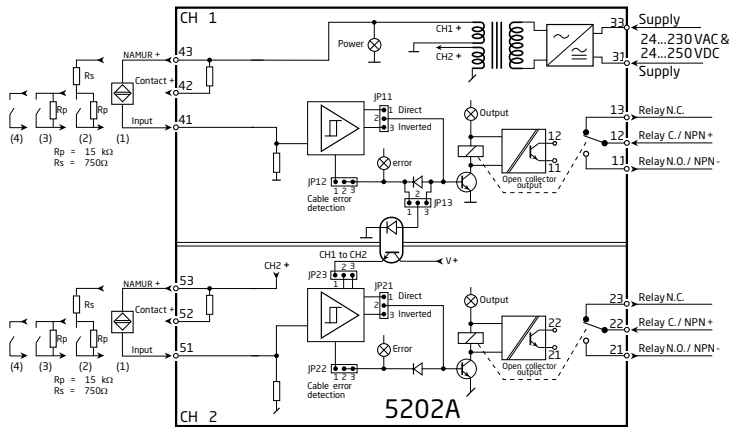 CH 1
33
Supply
CH1 +
NAMUR +
43
Power
24...230 VAC &
24...250 VDC
CH2 +
31
Supply
Rs
Contact +
42
JP11
Output
13
Relay N.C.
Rp
Rp
1 Direct
Input
41
2
12
12
Relay C. / NPN +
(4)
(3)
(2)
(1)
3 Inverted
11
11
Relay N.O. / NPN -
Rp = 15 kΩ
Rs = 750Ω
error
Open collector
output
JP12
1 2 3
2
1 3
JP13
Cable error
detection
CH1 to CH2
V+
NAMUR +
53
CH2 +
JP23
1 2 3
JP21
Output
23
Relay N.C.
Rs
Contact +
52
1 Direct
2
22
22
Relay C. / NPN +
Rp
Rp
3 Inverted
Input
51
21
21
Relay N.O. / NPN -
(4)
(3)
(2)
(1)
Error
Open collector
output
Rp = 15 kΩ
Rs = 750Ω
JP22
1 2 3
Cable error
detection
CH 2
5202A